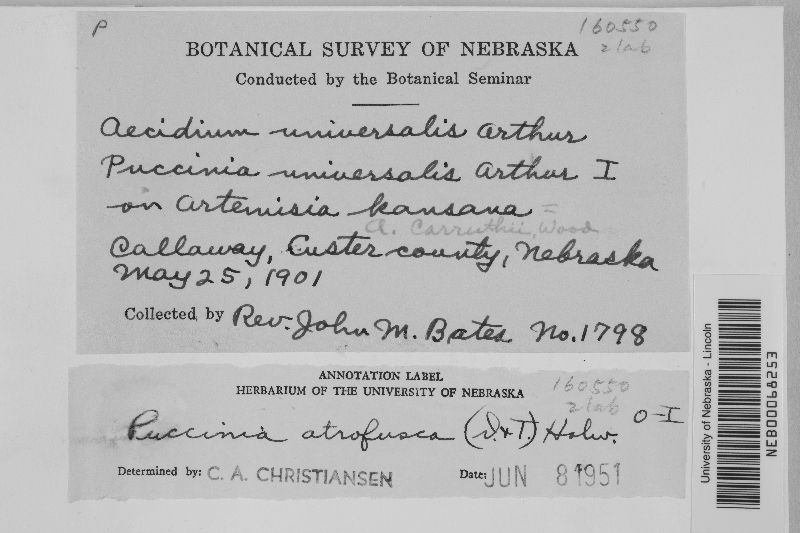 P
160550
2 lab
BOTANICAL SURVEY OF NEBRASKA
Conducted by the Botanical Seminar
Aecidium universalis Arthur
Puccinia universalis Arthur I
on Artemisia kansana =
A. Carruthii, Wood
Callaway, Custer county, Nebraska
May 25, 1901
Collected by Rev. John M. Bates No. 1798
ANNOTATION LABEL
HERBARIUM OF THE UNIVERSITY OF NEBRASKA
160550
2 lab
Puccinia atrofusca (D.&T.) Holw. O-I
Determined by: C. A. CHRISTIANSEN Date: JUN 8 1951
University of Nebraska - Lincoln
NEB00068253